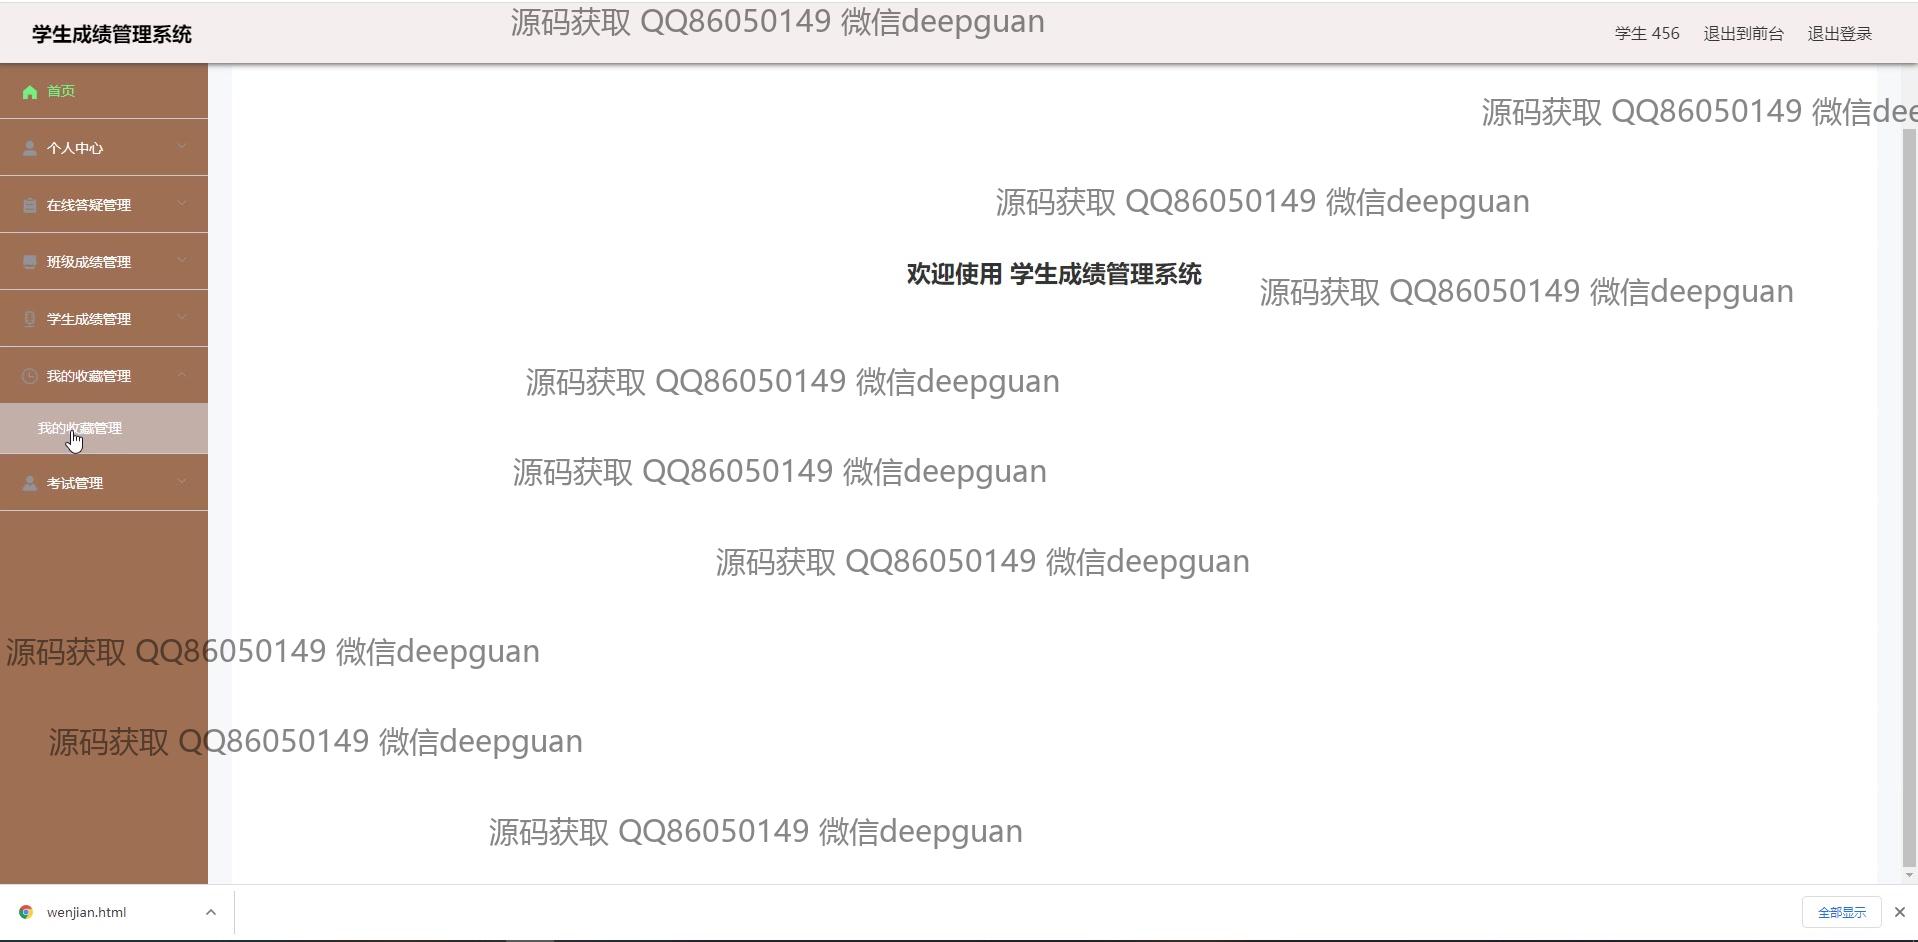 源码获取 QQ86050149 微信deepguan
学生成绩管理系统
学生 456 退出到前台 退出登录
首页
源码获取 QQ86050149 微信dee
个人中心
源码获取 QQ86050149 微信deepguan
在线答疑管理
班级成绩管理
欢迎使用 学生成绩管理系统
源码获取 QQ86050149 微信deepguan
学生成绩管理
我的收藏管理
源码获取 QQ86050149 微信deepguan
我的收藏管理
源码获取 QQ86050149 微信deepguan
考试管理
源码获取 QQ86050149 微信deepguan
源码获取 QQ86050149 微信deepguan
源码获取 QQ86050149 微信deepguan
源码获取 QQ86050149 微信deepguan
wenjian.html
全部显示